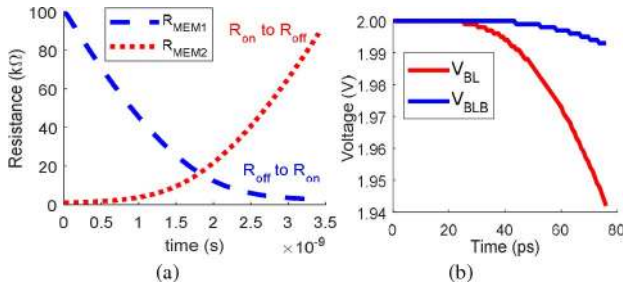 Resistance (kΩ)
100
80
60
40
20
0
R_MEM1
R_MEM2
R_on to R_off
R_off to R_on
0 0.5 1 1.5 2 2.5 3 3.5
time (s)
×10⁻⁹
(a)
Voltage (V)
2.00
1.99
1.98
1.97
1.96
1.95
1.94
V_BL
V_BLB
0 20 40 60 80
Time (ps)
(b)